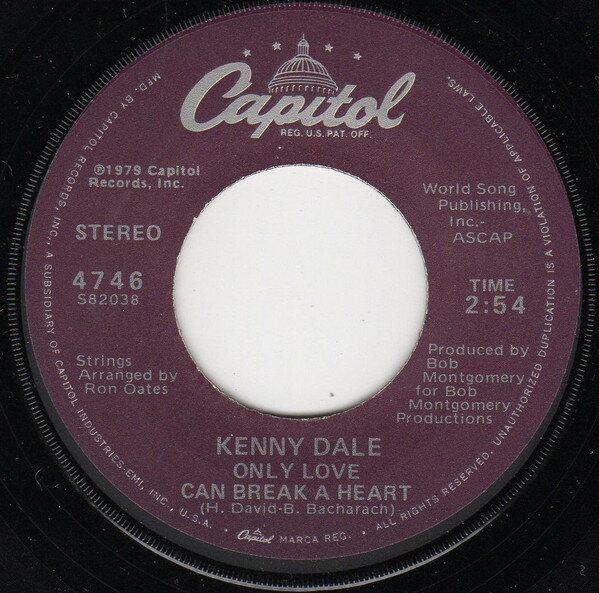 Capitol
REG. U.S. PAT. OFF.
℗1979 Capitol
Records, Inc.
STEREO
4746
S82038
Strings
Arranged by
Ron Oates
World Song
Publishing,
Inc.-
ASCAP
TIME
2:54
Produced by
Bob
Montgomery
for Bob
Montgomery
Productions
KENNY DALE
ONLY LOVE
CAN BREAK A HEART
(H. David-B. Bacharach)
MFD. BY CAPITOL RECORDS, INC., A SUBSIDIARY OF CAPITOL INDUSTRIES-EMI, INC., U.S.A. • Capitol MARCA REG. • ALL RIGHTS RESERVED. UNAUTHORIZED DUPLICATION IS A VIOLATION OF APPLICABLE LAWS.